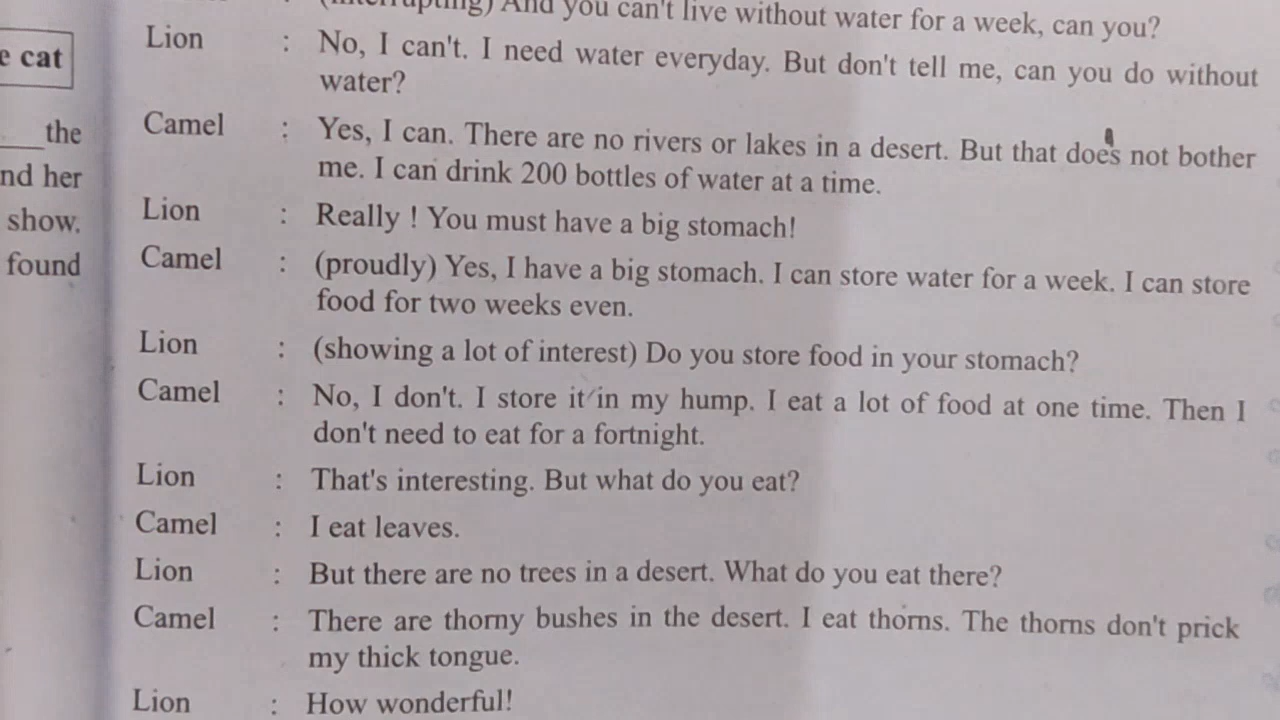 (interrupting) And you can't live without water for a week, can you?
Lion : No, I can't. I need water everyday. But don't tell me, can you do without
water?
Camel : Yes, I can. There are no rivers or lakes in a desert. But that does not bother
me. I can drink 200 bottles of water at a time.
Lion : Really ! You must have a big stomach!
Camel : (proudly) Yes, I have a big stomach. I can store water for a week. I can store
food for two weeks even.
Lion : (showing a lot of interest) Do you store food in your stomach?
Camel : No, I don't. I store it in my hump. I eat a lot of food at one time. Then I
don't need to eat for a fortnight.
Lion : That's interesting. But what do you eat?
Camel : I eat leaves.
Lion : But there are no trees in a desert. What do you eat there?
Camel : There are thorny bushes in the desert. I eat thorns. The thorns don't prick
my thick tongue.
Lion : How wonderful!
cat
the
her
show.
found